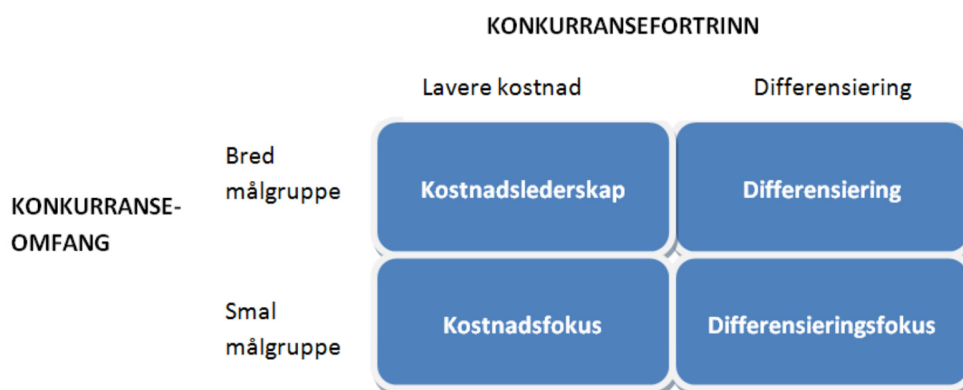 KONKURRANSEFORTRINN
Lavere kostnad
Differensiering
Bred
målgruppe
Kostnadslederskap
Differensiering
KONKURRANSE-
OMFANG
Smal
målgruppe
Kostnadsfokus
Differensieringsfokus